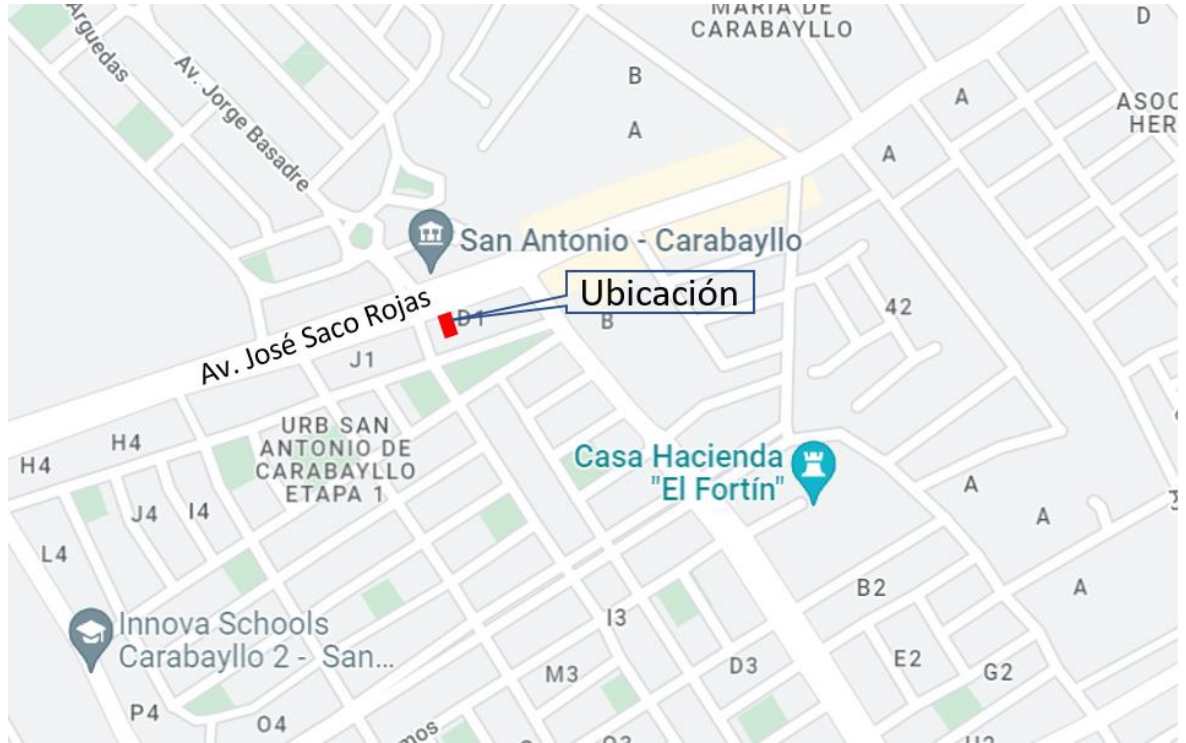 MARÍA DE
CARABAYLLO
D
Arguedas
Av. Jorge Basadre
B
A
A
ASOC
HER
A
San Antonio - Carabayllo
Ubicación
Av. José Saco Rojas
D1
B
42
J1
URB SAN
ANTONIO DE
CARABAYLLO
ETAPA 1
H4
H4
Casa Hacienda
"El Fortín"
J4
I4
A
A
L4
B2
A
Innova Schools
Carabayllo 2 - San...
I3
M3
D3
E2
G2
P4
O4
mos